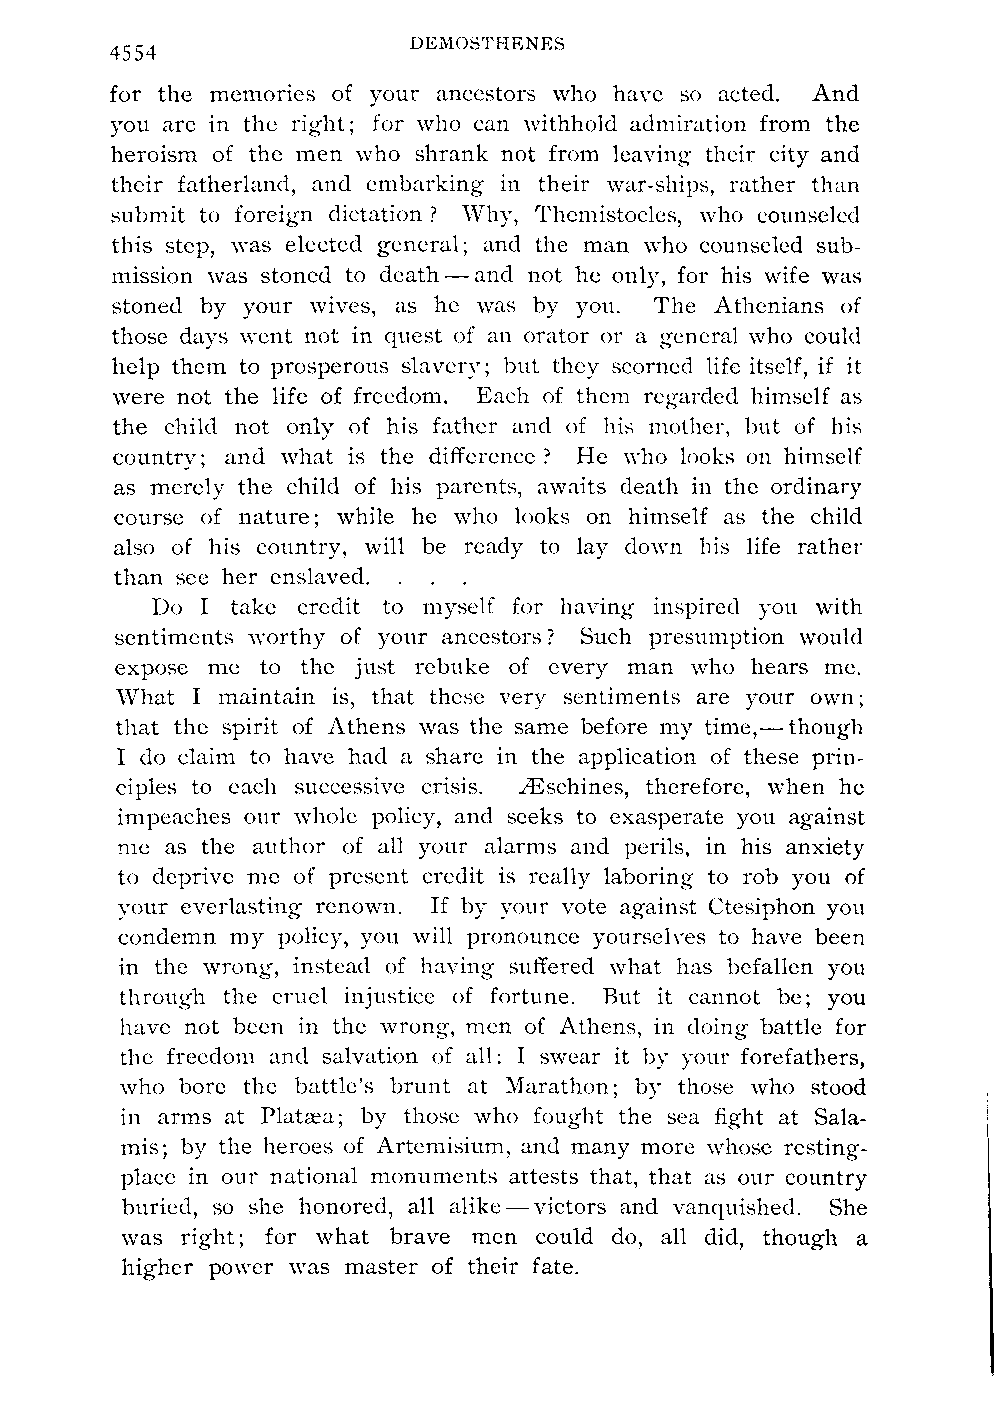 4554
DEMOSTHENES
for the memories of your ancestors who have so acted. And
you are in the right; for who can withhold admiration from the
heroism of the men who shrank not from leaving their city and
their fatherland, and embarking in their war-ships, rather than
submit to foreign dictation? Why, Themistocles, who counseled
this step, was elected general; and the man who counseled sub-
mission was stoned to death—and not he only, for his wife was
stoned by your wives, as he was by you. The Athenians of
those days went not in quest of an orator or a general who could
help them to prosperous slavery; but they scorned life itself, if it
were not the life of freedom. Each of them regarded himself as
the child not only of his father and of his mother, but of his
country; and what is the difference? He who looks on himself
as merely the child of his parents, awaits death in the ordinary
course of nature; while he who looks on himself as the child
also of his country, will be ready to lay down his life rather
than see her enslaved. . . .
Do I take credit to myself for having inspired you with
sentiments worthy of your ancestors? Such presumption would
expose me to the just rebuke of every man who hears me.
What I maintain is, that these very sentiments are your own;
that the spirit of Athens was the same before my time,—though
I do claim to have had a share in the application of these prin-
ciples to each successive crisis. Æschines, therefore, when he
impeaches our whole policy, and seeks to exasperate you against
me as the author of all your alarms and perils, in his anxiety
to deprive me of present credit is really laboring to rob you of
your everlasting renown. If by your vote against Ctesiphon you
condemn my policy, you will pronounce yourselves to have been
in the wrong, instead of having suffered what has befallen you
through the cruel injustice of fortune. But it cannot be; you
have not been in the wrong, men of Athens, in doing battle for
the freedom and salvation of all: I swear it by your forefathers,
who bore the battle's brunt at Marathon; by those who stood
in arms at Platæa; by those who fought the sea fight at Sala-
mis; by the heroes of Artemisium, and many more whose resting-
place in our national monuments attests that, that as our country
buried, so she honored, all alike—victors and vanquished. She
was right; for what brave men could do, all did, though a
higher power was master of their fate.